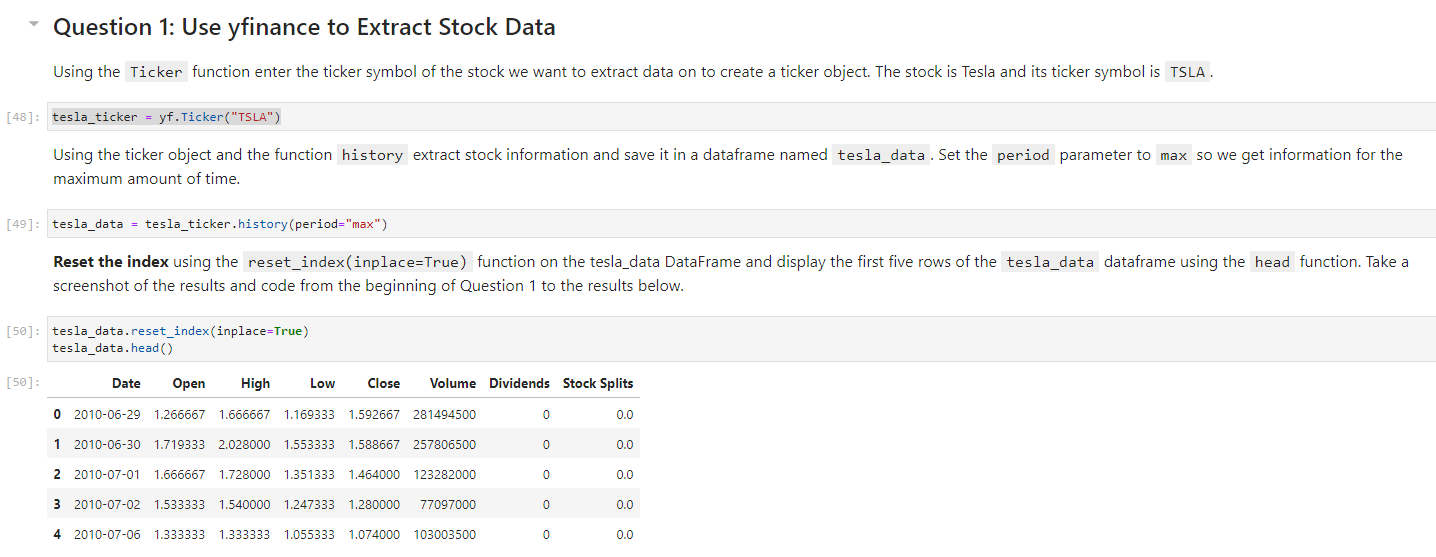 Question 1: Use yfinance to Extract Stock Data
Using the Ticker function enter the ticker symbol of the stock we want to extract data on to create a ticker object. The stock is Tesla and its ticker symbol is TSLA.
[48]: tesla_ticker = yf.Ticker("TSLA")
Using the ticker object and the function history extract stock information and save it in a dataframe named tesla_data. Set the period parameter to max so we get information for the
maximum amount of time.
[49]: tesla_data = tesla_ticker.history(period="max")
Reset the index using the reset_index(inplace=True) function on the tesla_data DataFrame and display the first five rows of the tesla_data dataframe using the head function. Take a
screenshot of the results and code from the beginning of Question 1 to the results below.
[50]: tesla_data.reset_index(inplace=True)
tesla_data.head()
[50]: Date Open High Low Close Volume Dividends Stock Splits
0 2010-06-29 1.266667 1.666667 1.169333 1.592667 281494500 0 0.0
1 2010-06-30 1.719333 2.028000 1.553333 1.588667 257806500 0 0.0
2 2010-07-01 1.666667 1.728000 1.351333 1.464000 123282000 0 0.0
3 2010-07-02 1.533333 1.540000 1.247333 1.280000 77097000 0 0.0
4 2010-07-06 1.333333 1.333333 1.055333 1.074000 103003500 0 0.0